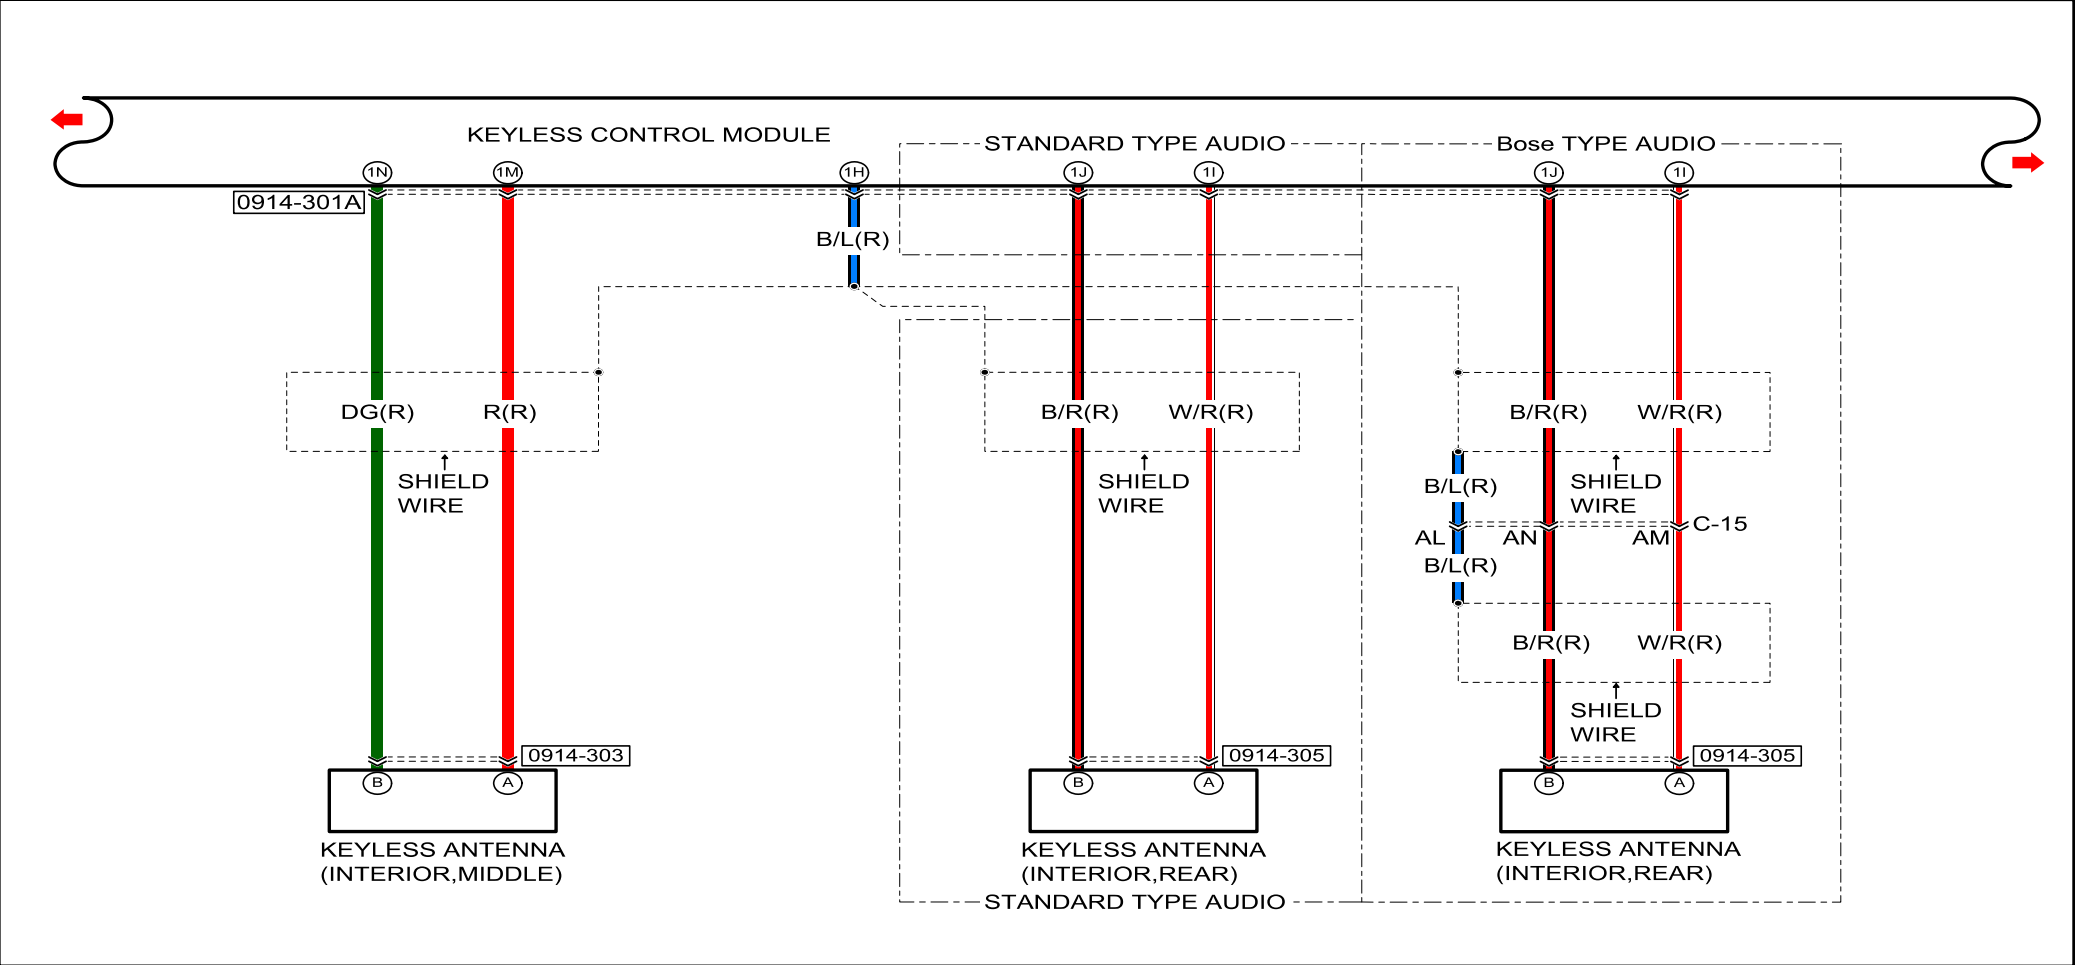 KEYLESS CONTROL MODULE
STANDARD TYPE AUDIO
Bose TYPE AUDIO
1N 1M 1H 1J 1I 1J 1I
0914-301A
B/L(R)
DG(R) R(R) B/R(R) W/R(R) B/R(R) W/R(R)
SHIELD
WIRE
SHIELD
WIRE
B/L(R)
SHIELD
WIRE
C-15
AL AN AM
B/L(R)
B/R(R) W/R(R)
SHIELD
WIRE
0914-303
0914-305
0914-305
B A B A B A
KEYLESS ANTENNA
(INTERIOR,MIDDLE)
KEYLESS ANTENNA
(INTERIOR,REAR)
KEYLESS ANTENNA
(INTERIOR,REAR)
STANDARD TYPE AUDIO